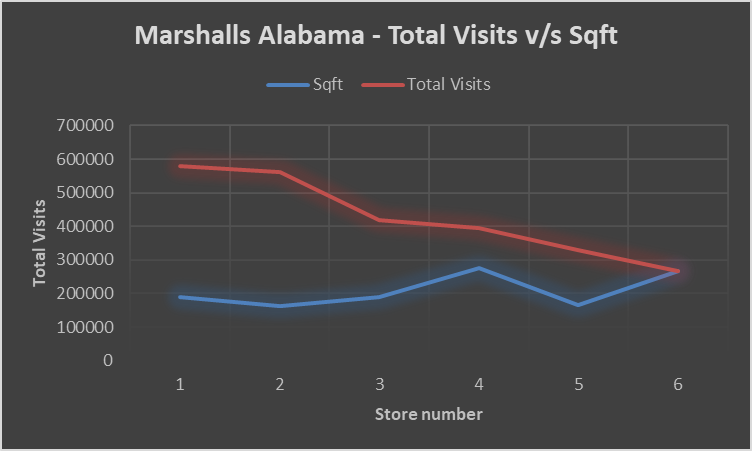 Marshalls Alabama - Total Visits v/s Sqft
Sqft Total Visits
700000
600000
500000
400000
300000
200000
100000
0
Total Visits
1 2 3 4 5 6
Store number